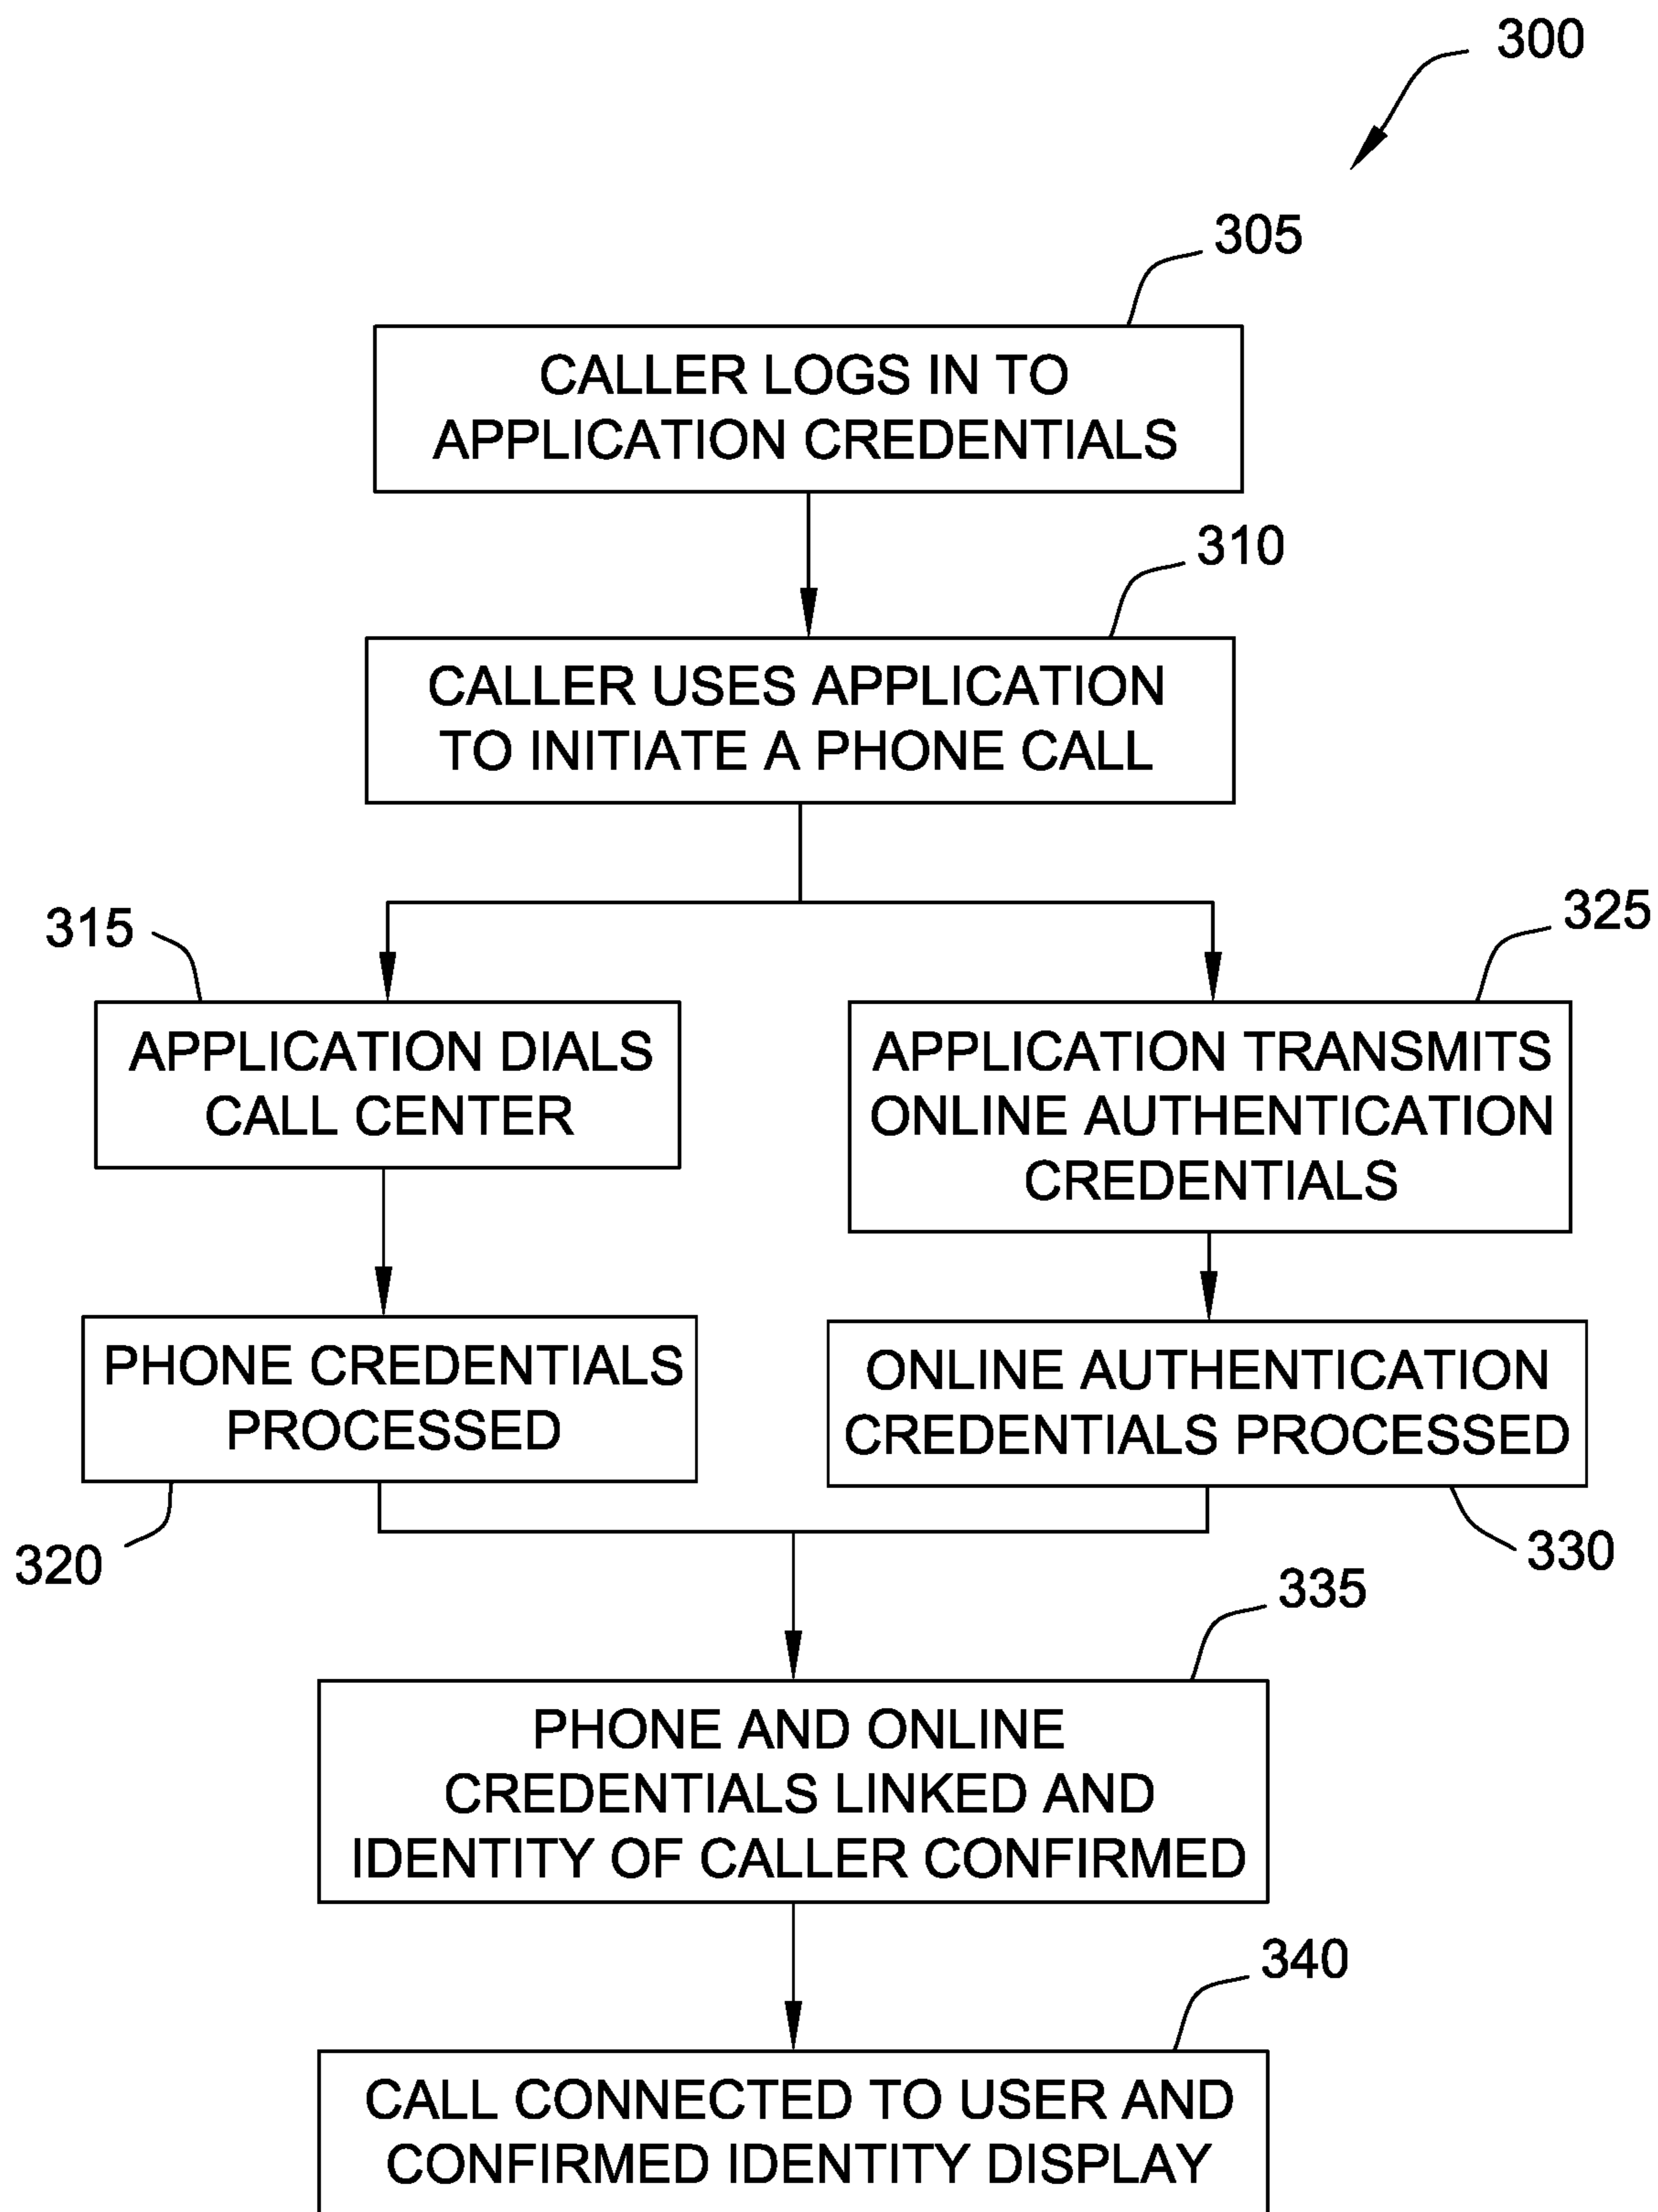 300
305
CALLER LOGS IN TO
APPLICATION CREDENTIALS
310
CALLER USES APPLICATION
TO INITIATE A PHONE CALL
315
APPLICATION DIALS
CALL CENTER
325
APPLICATION TRANSMITS
ONLINE AUTHENTICATION
CREDENTIALS
PHONE CREDENTIALS
PROCESSED
320
ONLINE AUTHENTICATION
CREDENTIALS PROCESSED
330
335
PHONE AND ONLINE
CREDENTIALS LINKED AND
IDENTITY OF CALLER CONFIRMED
340
CALL CONNECTED TO USER AND
CONFIRMED IDENTITY DISPLAY